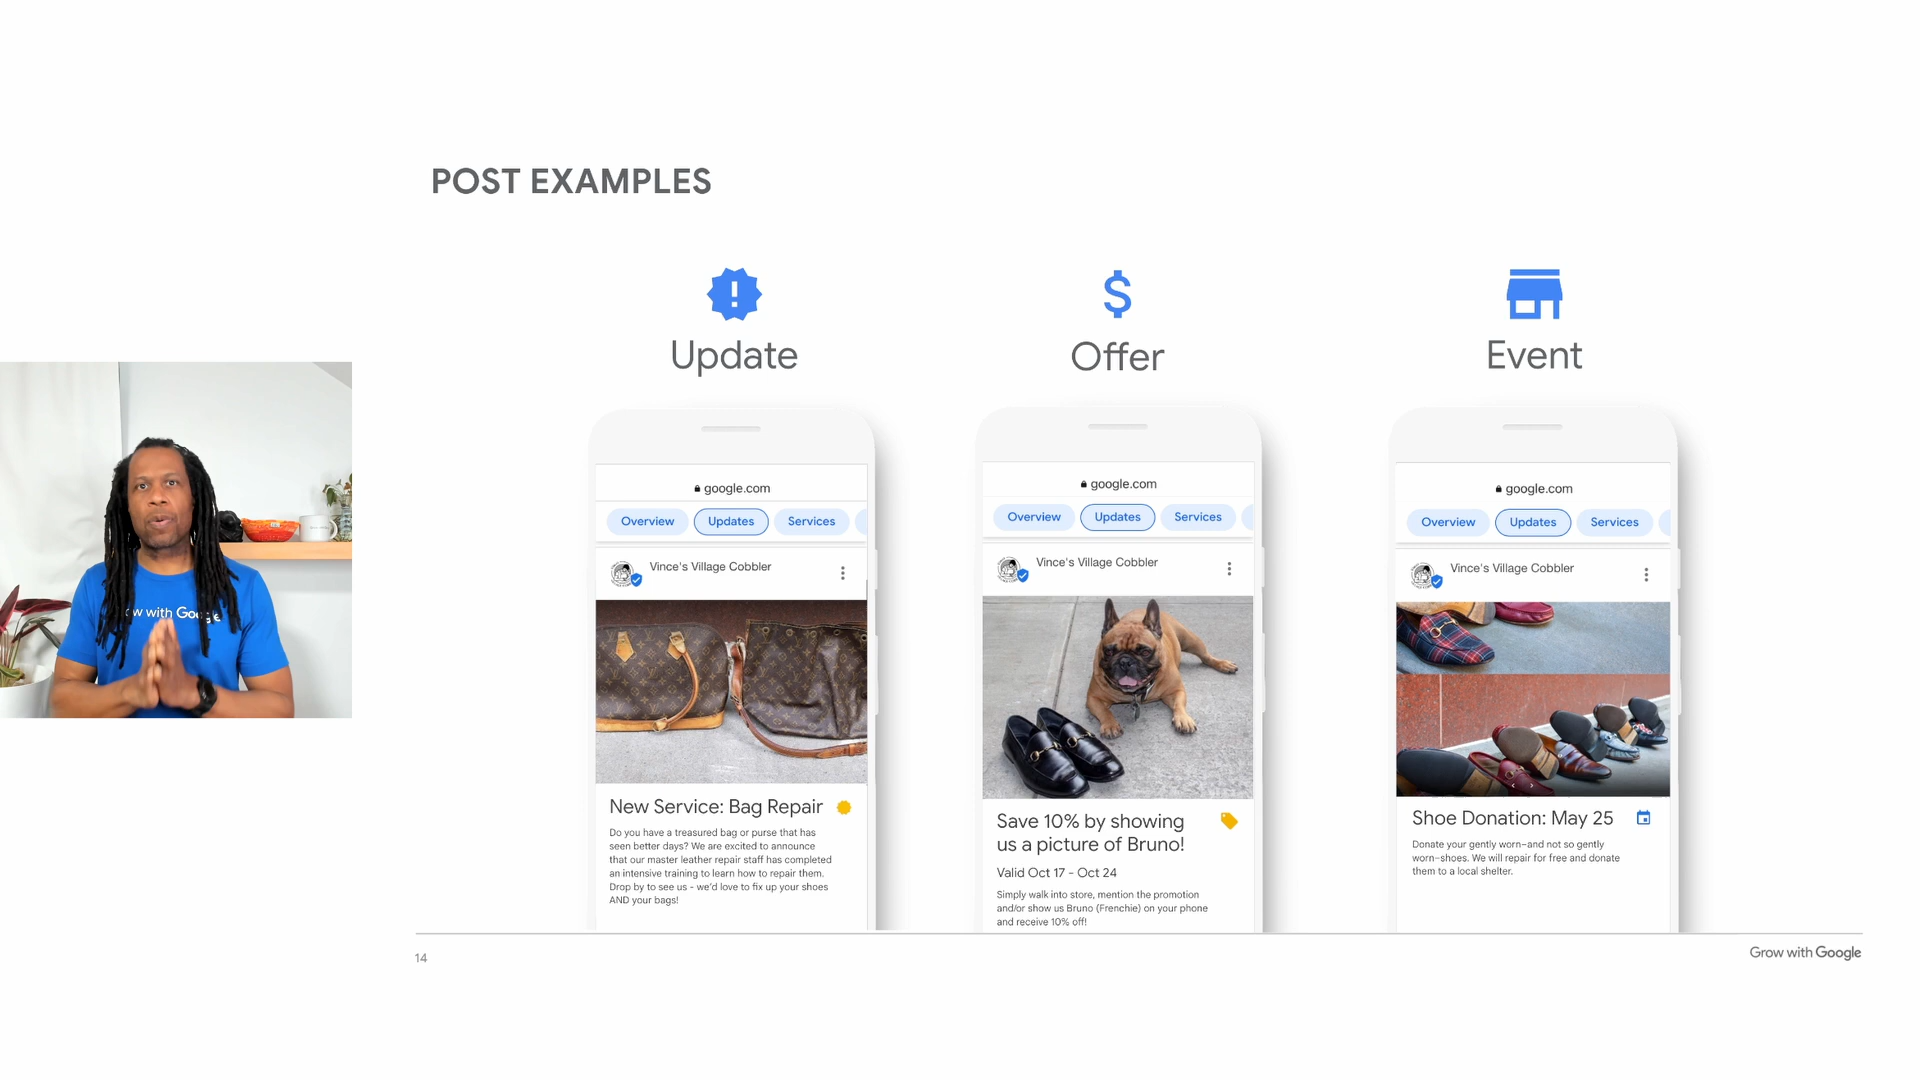 POST EXAMPLES
Update
Offer
Event
google.com
Overview
Updates
Services
Vince's Village Cobbler
New Service: Bag Repair
Do you have a treasured bag or purse that has
seen better days? We are excited to announce
that our master leather repair staff has completed
an intensive training to learn how to repair them.
Drop by to see us - we'd love to fix up your shoes
AND your bags!
google.com
Overview
Updates
Services
Vince's Village Cobbler
Save 10% by showing
us a picture of Bruno!
Valid Oct 17 - Oct 24
Simply walk into store, mention the promotion
and/or show us Bruno (Frenchie) on your phone
and receive 10% off!
google.com
Overview
Updates
Services
Vince's Village Cobbler
Shoe Donation: May 25
Donate your gently worn–and not so gently
worn–shoes. We will repair for free and donate
them to a local shelter.
ow with Google
14
Grow with Google